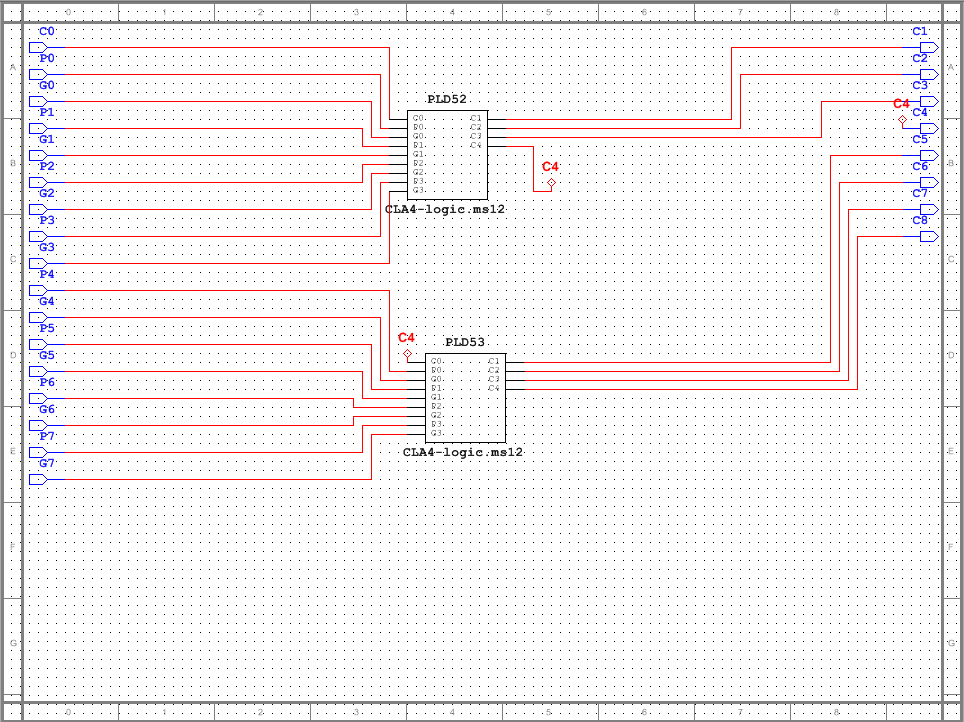 0 1 2 3 4 5 6 7 8
C0
P0
G0
P1
G1
P2
G2
P3
G3
P4
G4
P5
G5
P6
G6
P7
G7
PLD52
C0
P0
G0
P1
G1
P2
G2
P3
G3
C1
C2
C3
C4
CLA4-logic.ms12
C4
C4
PLD53
C0
P0
G0
P1
G1
P2
G2
P3
G3
C1
C2
C3
C4
CLA4-logic.ms12
C1
C2
C3
C4
C4
C5
C6
C7
C8
A
B
C
D
E
F
G
A
B
C
D
E
F
G
0 1 2 3 4 5 6 7 8